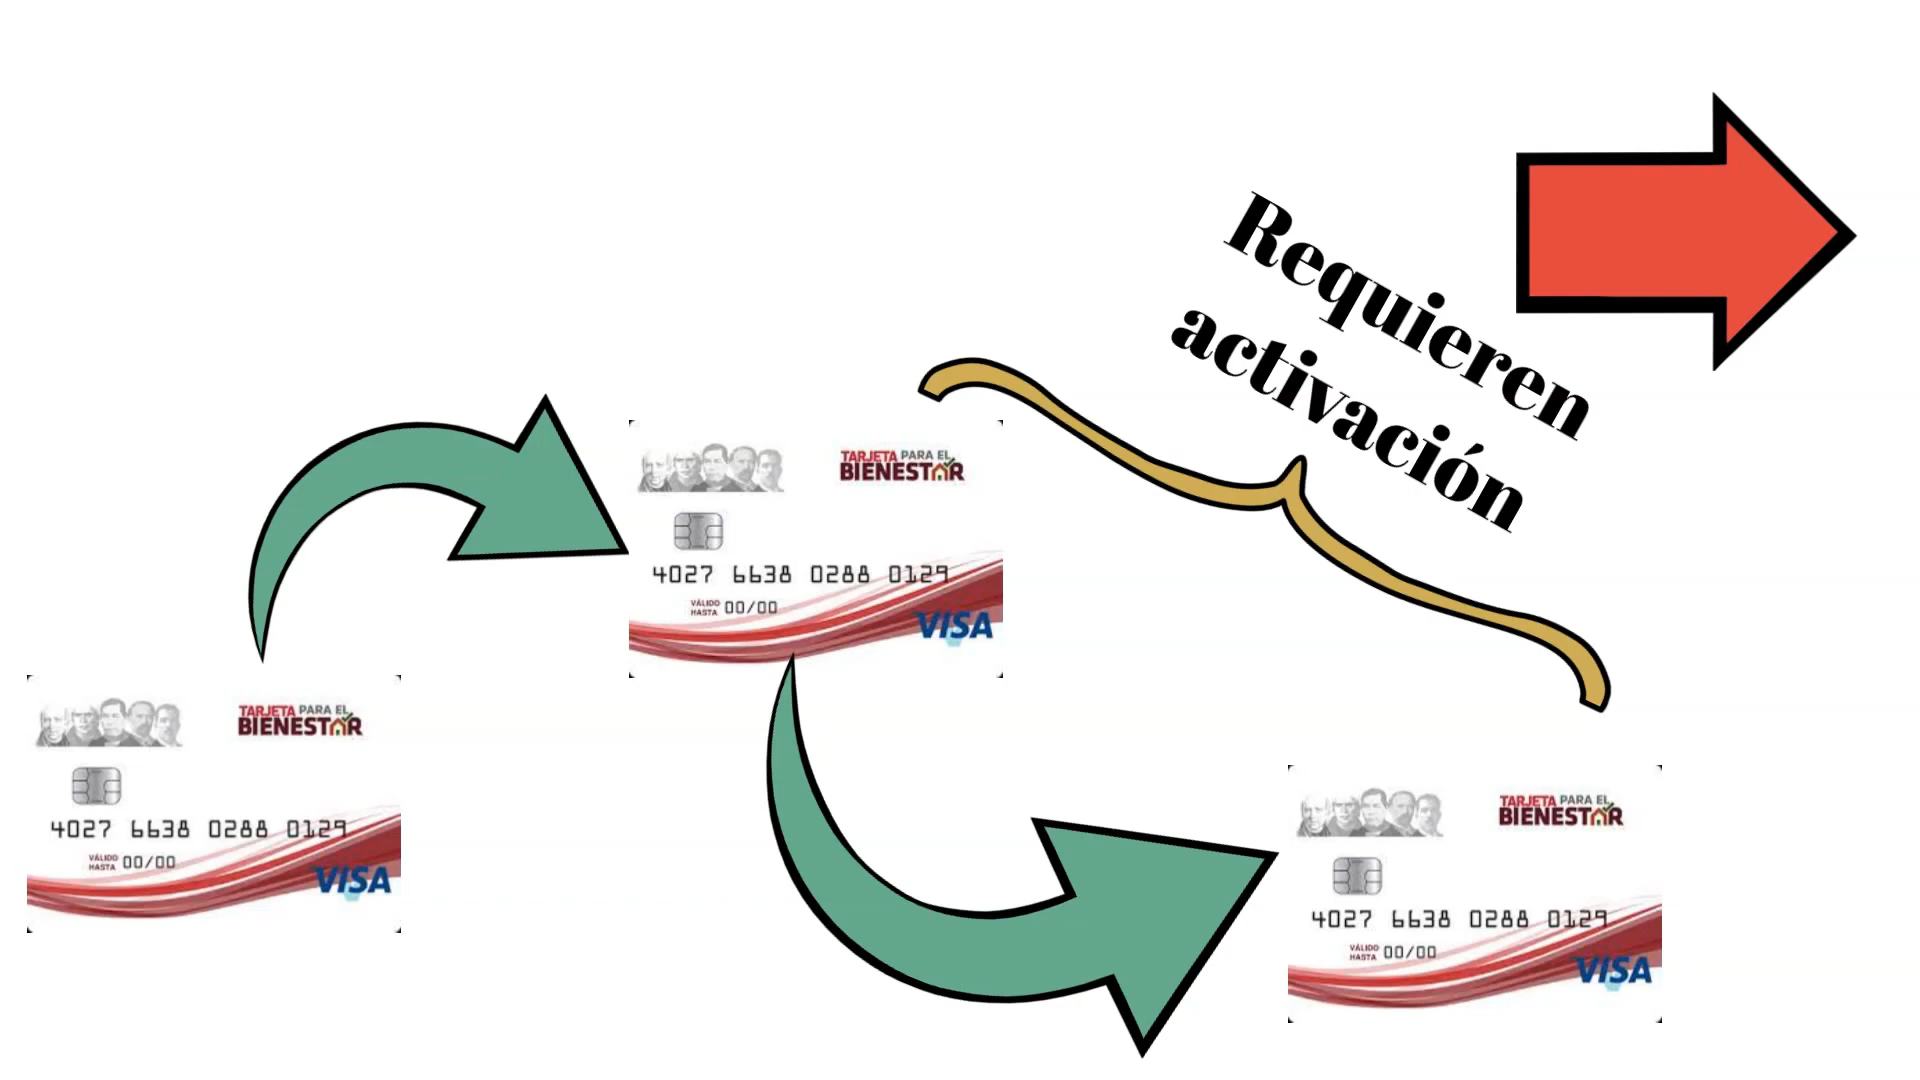 Requieren
activación
TARJETA PARA EL
BIENESTAR
4027 6638 0288 0129
VÁLIDO
HASTA 00/00
VISA
TARJETA PARA EL
BIENESTAR
4027 6638 0288 0129
VÁLIDO
HASTA 00/00
VISA
TARJETA PARA EL
BIENESTAR
4027 6638 0288 0129
VÁLIDO
HASTA 00/00
VISA